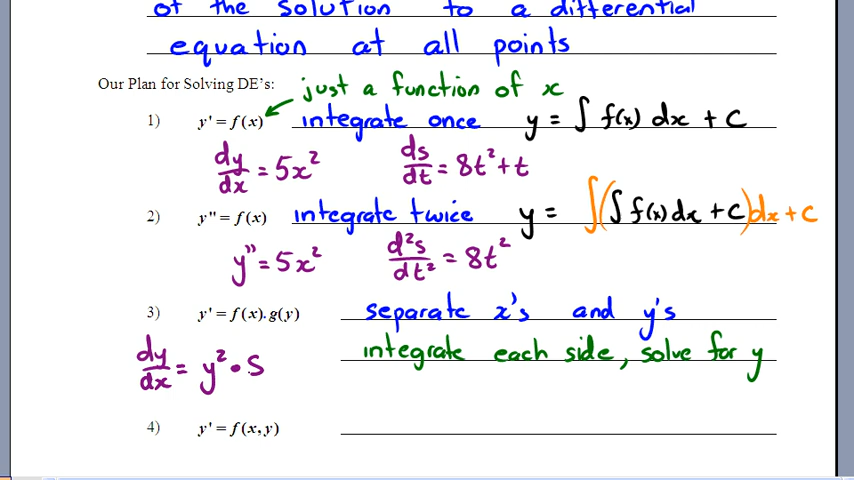 of the solution to a differential
equation at all points
Our Plan for Solving DE's: just a function of x
1) y' = f(x) integrate once y = ∫ f(x) dx + C
dy/dx = 5x² ds/dt = 8t² + t
2) y'' = f(x) integrate twice y = ∫(∫ f(x) dx + C)dx + C
y'' = 5x² d²s/dt² = 8t²
3) y' = f(x).g(y) separate x's and y's
integrate each side, solve for y
dy/dx = y² • 5
4) y' = f(x,y)